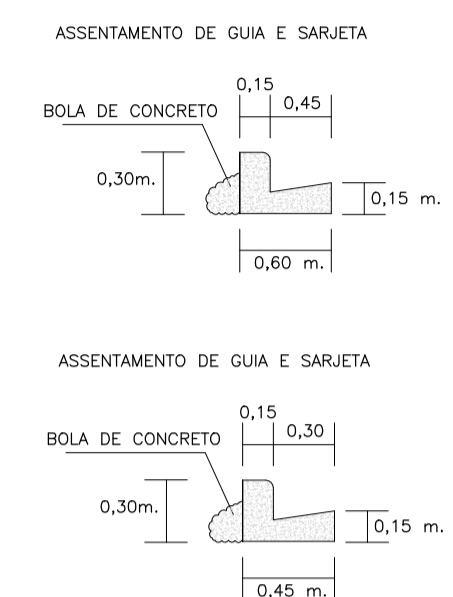 ASSENTAMENTO DE GUIA E SARJETA
0,15
0,45
BOLA DE CONCRETO
0,30m.
0,15 m.
0,60 m.
ASSENTAMENTO DE GUIA E SARJETA
0,15
0,30
BOLA DE CONCRETO
0,30m.
0,15 m.
0,45 m.